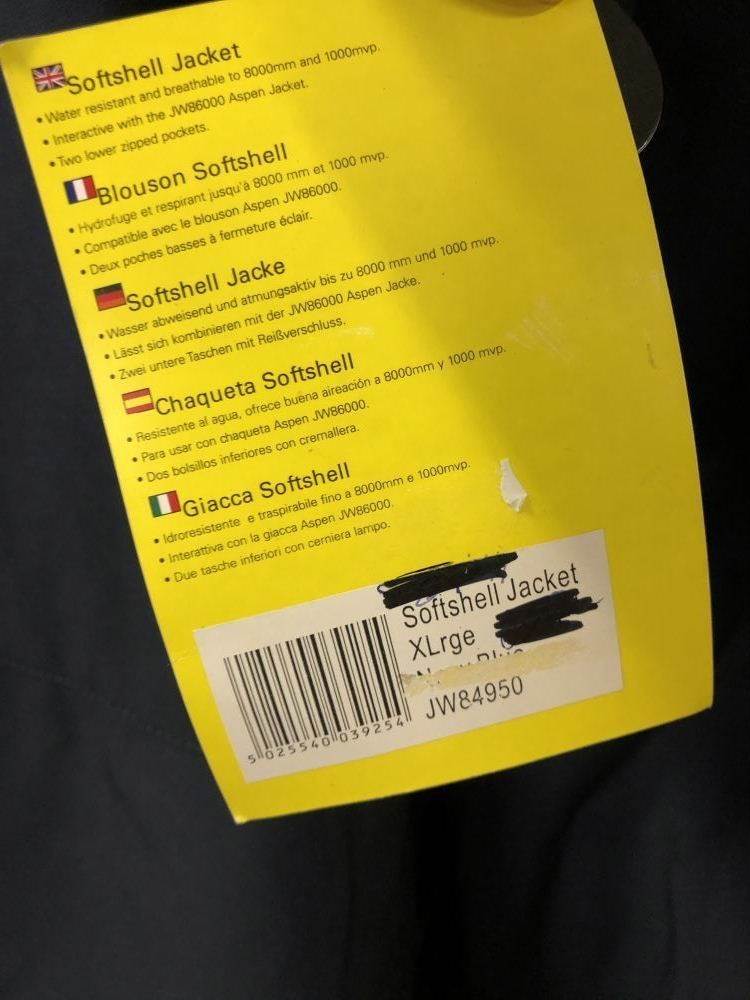 Softshell Jacket
• Water resistant and breathable to 8000mm and 1000mvp.
• Interactive with the JW86000 Aspen Jacket.
• Two lower zipped pockets.
Blouson Softshell
• Hydrofuge et respirant jusqu'à 8000 mm et 1000 mvp.
• Compatible avec le blouson Aspen JW86000.
• Deux poches basses à fermeture éclair.
Softshell Jacke
• Wasser abweisend und atmungsaktiv bis zu 8000 mm und 1000 mvp.
• Lässt sich kombinieren mit der JW86000 Aspen Jacke.
• Zwei untere Taschen mit Reißverschluss.
Chaqueta Softshell
• Resistente al agua, ofrece buena aireación a 8000mm y 1000 mvp.
• Para usar con chaqueta Aspen JW86000.
• Dos bolsillos inferiores con cremallera.
Giacca Softshell
• Idroresistente e traspirabile fino a 8000mm e 1000mvp.
• Interattiva con la giacca Aspen JW86000.
• Due tasche inferiori con cerniera lampo.
Softshell Jacket
XLrge
JW84950
5 025540 039254